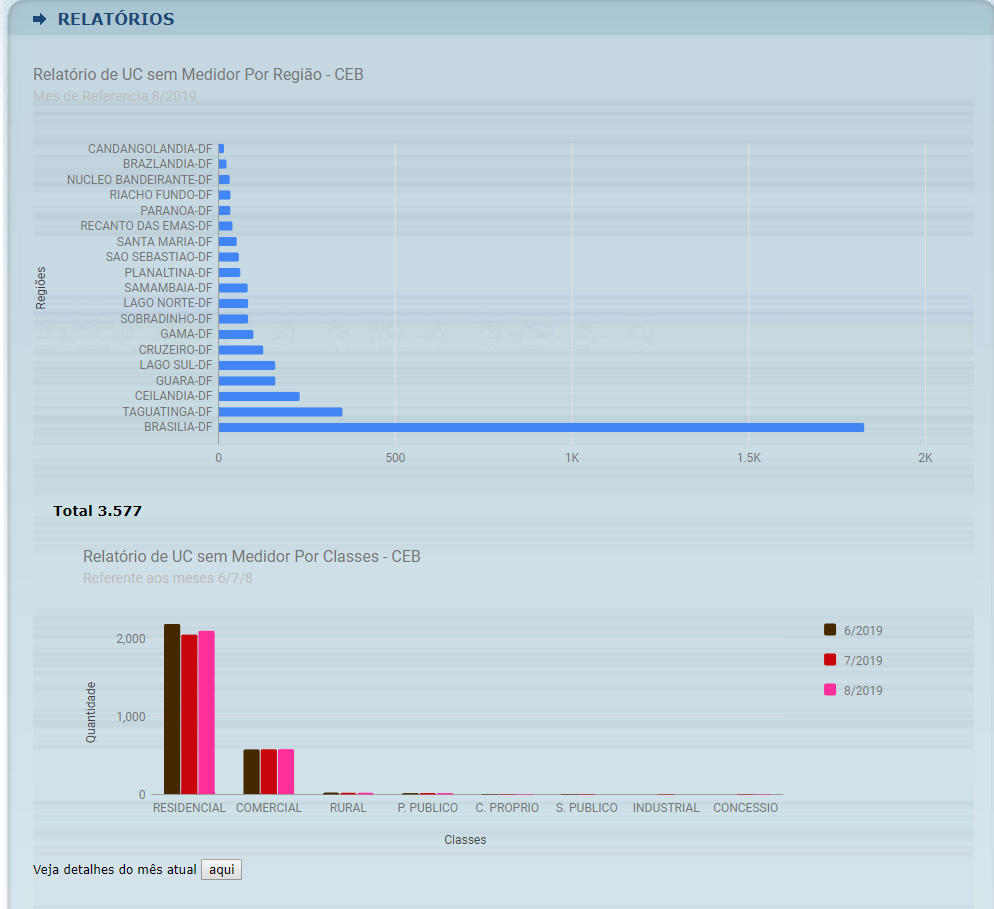 RELATÓRIOS
Relatório de UC sem Medidor Por Região - CEB
Mes de Referencia 8/2019
Regiões
CANDANGOLANDIA-DF
BRAZLANDIA-DF
NUCLEO BANDEIRANTE-DF
RIACHO FUNDO-DF
PARANOA-DF
RECANTO DAS EMAS-DF
SANTA MARIA-DF
SAO SEBASTIAO-DF
PLANALTINA-DF
SAMAMBAIA-DF
LAGO NORTE-DF
SOBRADINHO-DF
GAMA-DF
CRUZEIRO-DF
LAGO SUL-DF
GUARA-DF
CEILANDIA-DF
TAGUATINGA-DF
BRASILIA-DF
0 500 1K 1.5K 2K
Total 3.577
Relatório de UC sem Medidor Por Classes - CEB
Referente aos meses 6/7/8
Quantidade
2,000
1,000
0
6/2019
7/2019
8/2019
RESIDENCIAL COMERCIAL RURAL P. PUBLICO C. PROPRIO S. PUBLICO INDUSTRIAL CONCESSIO
Classes
Veja detalhes do mês atual aqui